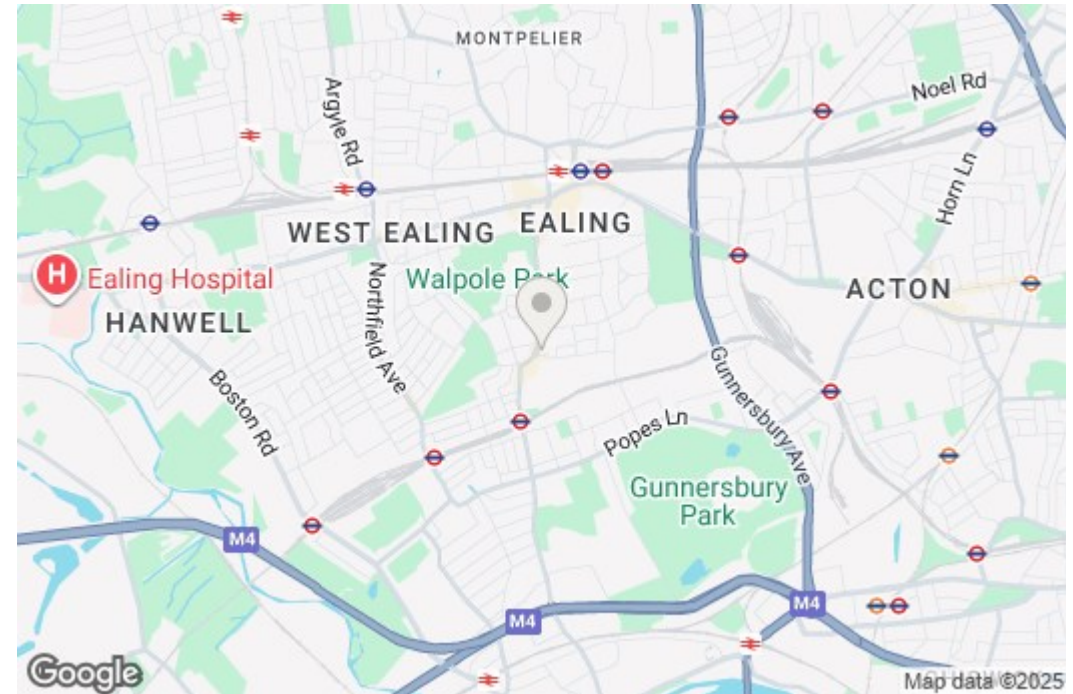 MONTPELIER
Noel Rd
Argyle Rd
Horn Ln
WEST EALING
EALING
H
Ealing Hospital
Walpole Park
ACTON
HANWELL
Northfield Ave
Gunnersbury Ave
Boston Rd
Popes Ln
Gunnersbury
Park
M4
M4
M4
Google
Map data ©2025